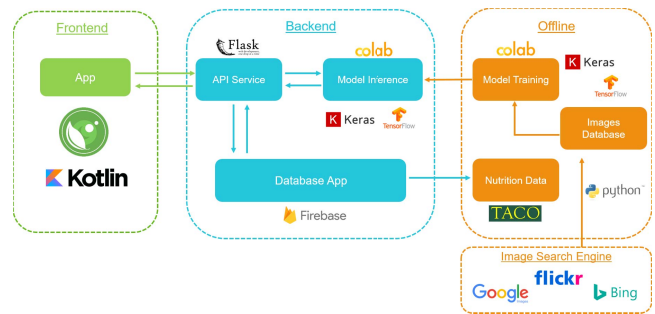 Frontend
Backend
Offline
Flask
colab
colab
App
API Service
Model Inference
Model Training
K Keras
TensorFlow
K Keras
TensorFlow
Images
Database
Kotlin
Database App
Nutrition Data
python
Firebase
TACO
Image Search Engine
flickr
Google
Bing